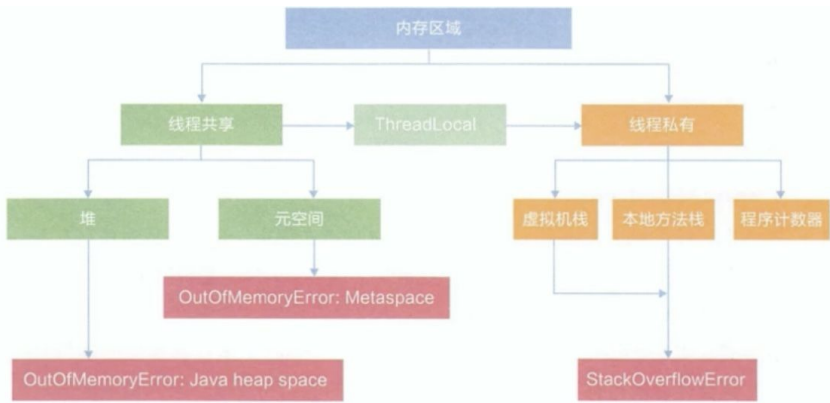 内存区域
线程共享
ThreadLocal
线程私有
堆
元空间
虚拟机栈
本地方法栈
程序计数器
OutOfMemoryError: Metaspace
OutOfMemoryError: Java heap space
StackOverflowError